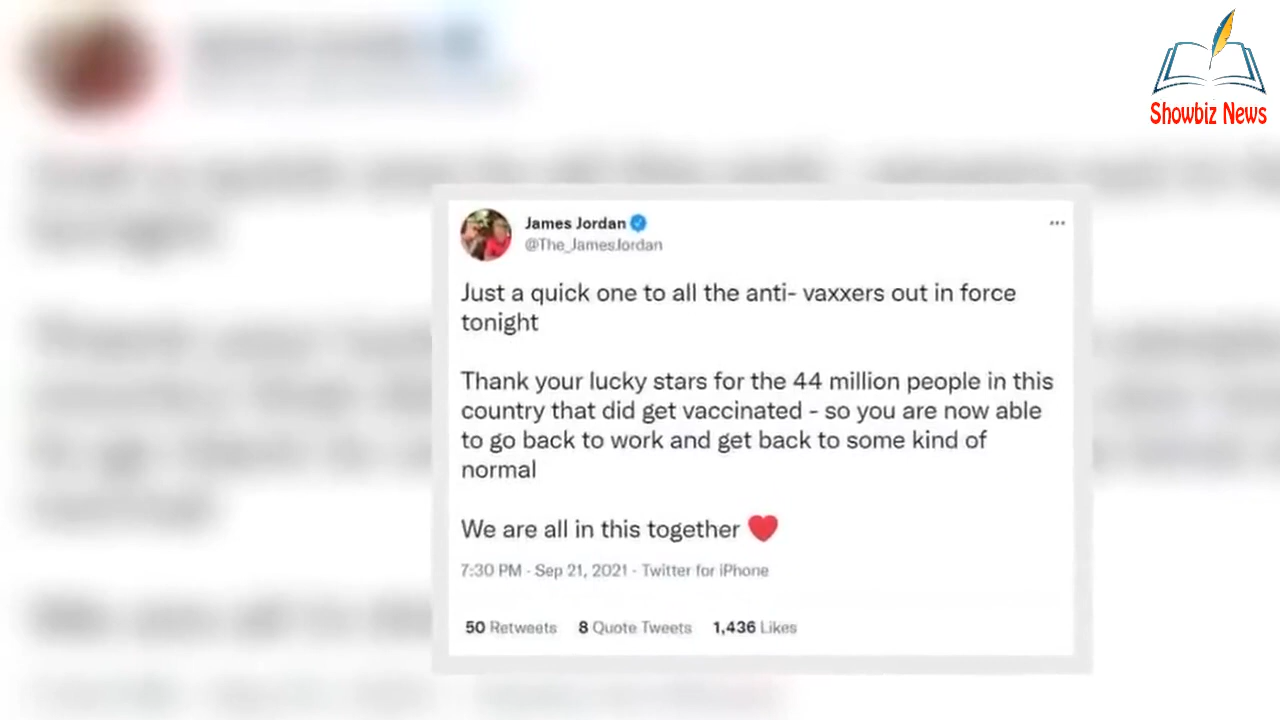 Showbiz News
James Jordan
@The_JamesJordan
Just a quick one to all the anti- vaxxers out in force
tonight
Thank your lucky stars for the 44 million people in this
country that did get vaccinated - so you are now able
to go back to work and get back to some kind of
normal
We are all in this together ❤️
7:30 PM · Sep 21, 2021 · Twitter for iPhone
50 Retweets 8 Quote Tweets 1,436 Likes